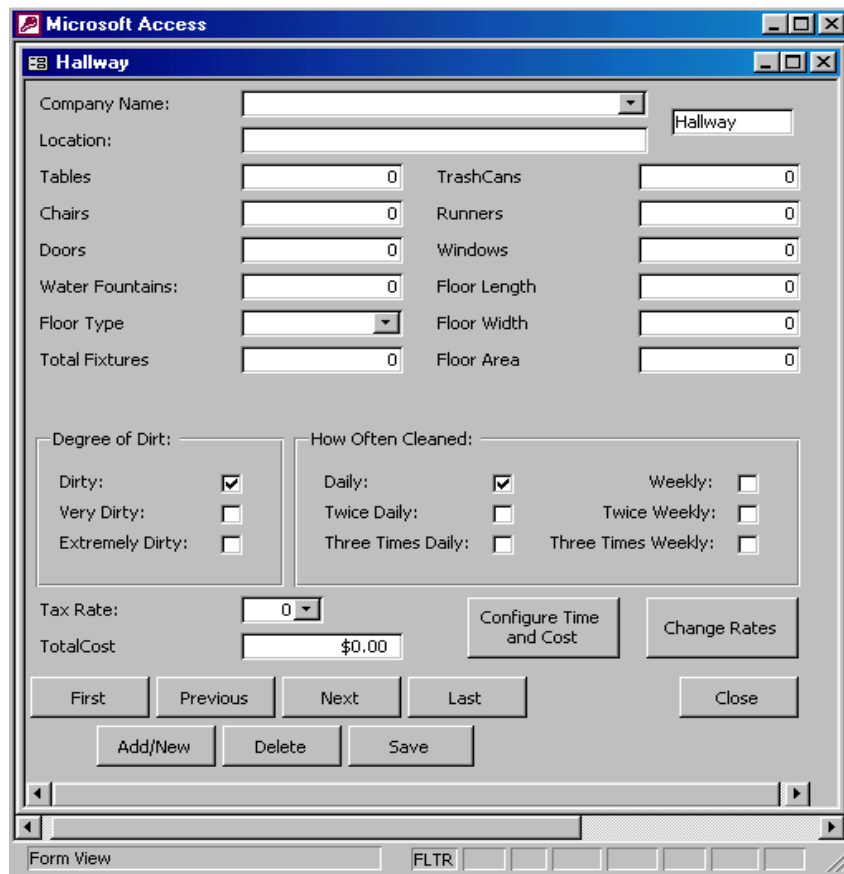 Microsoft Access
Hallway
Company Name:
Hallway
Location:
Tables 0 TrashCans 0
Chairs 0 Runners 0
Doors 0 Windows 0
Water Fountains: 0 Floor Length 0
Floor Type Floor Width 0
Total Fixtures 0 Floor Area 0
Degree of Dirt: How Often Cleaned:
Dirty: Daily: Weekly:
Very Dirty: Twice Daily: Twice Weekly:
Extremely Dirty: Three Times Daily: Three Times Weekly:
Tax Rate: 0
Configure Time
and Cost
Change Rates
TotalCost $0.00
First Previous Next Last Close
Add/New Delete Save
Form View FLTR